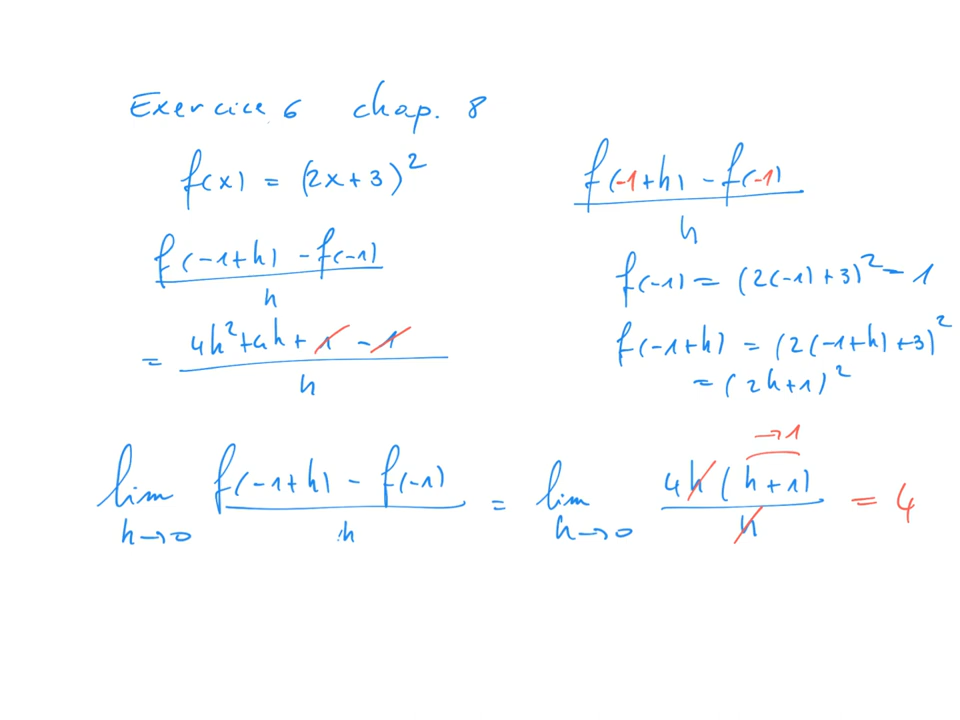 Exercice 6 chap. 8
f(x) = (2x+3)²
f(-1+h) - f(-1)
h
f(-1+h) - f(-1)
h
f(-1) = (2(-1)+3)² = 1
= 4h²+4h+1 - 1
h
f(-1+h) = (2(-1+h)+3)²
= (2h+1)²
→1
lim f(-1+h) - f(-1) = lim 4h(h+1) = 4
h→0 h h→0 h